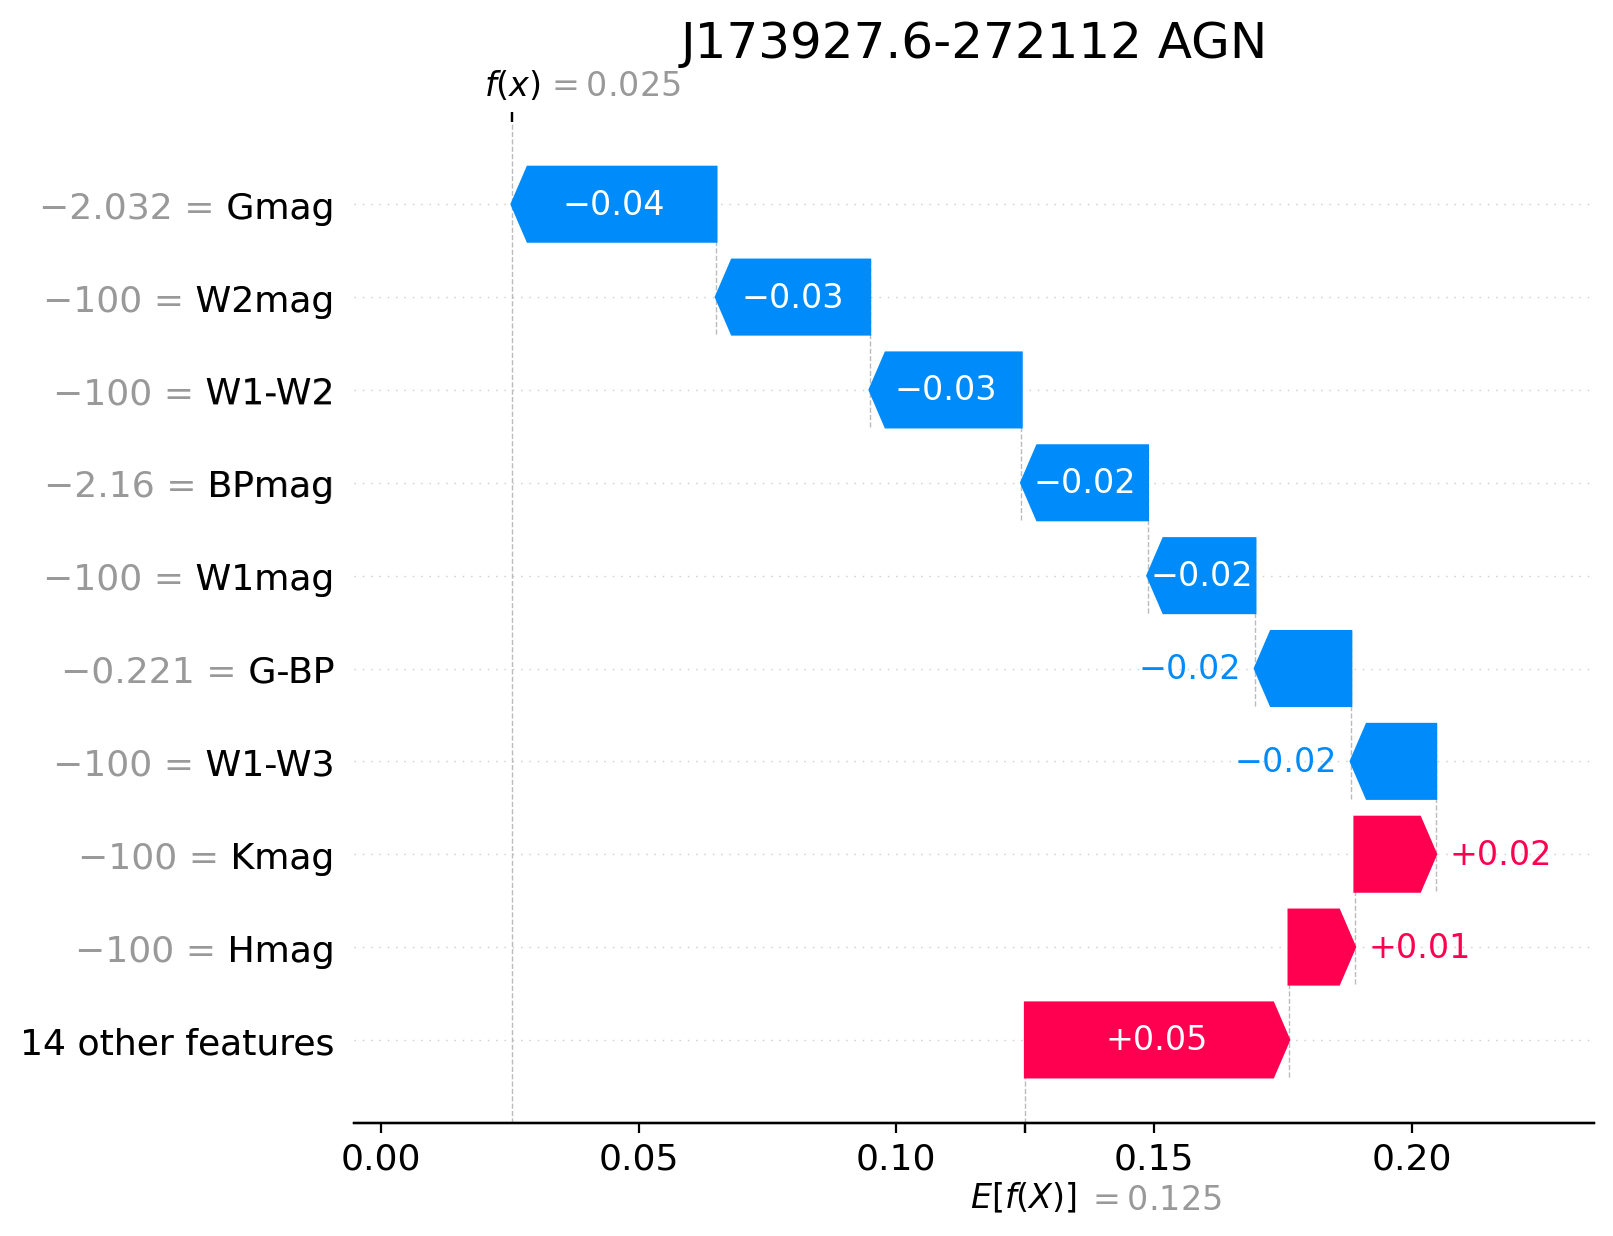 J173927.6-272112 AGN
f(x) = 0.025
−2.032 = Gmag −0.04
−100 = W2mag −0.03
−100 = W1-W2 −0.03
−2.16 = BPmag −0.02
−100 = W1mag −0.02
−0.221 = G-BP −0.02
−100 = W1-W3 −0.02
−100 = Kmag +0.02
−100 = Hmag +0.01
14 other features +0.05
0.00 0.05 0.10 0.15 0.20
E[f(X)] = 0.125